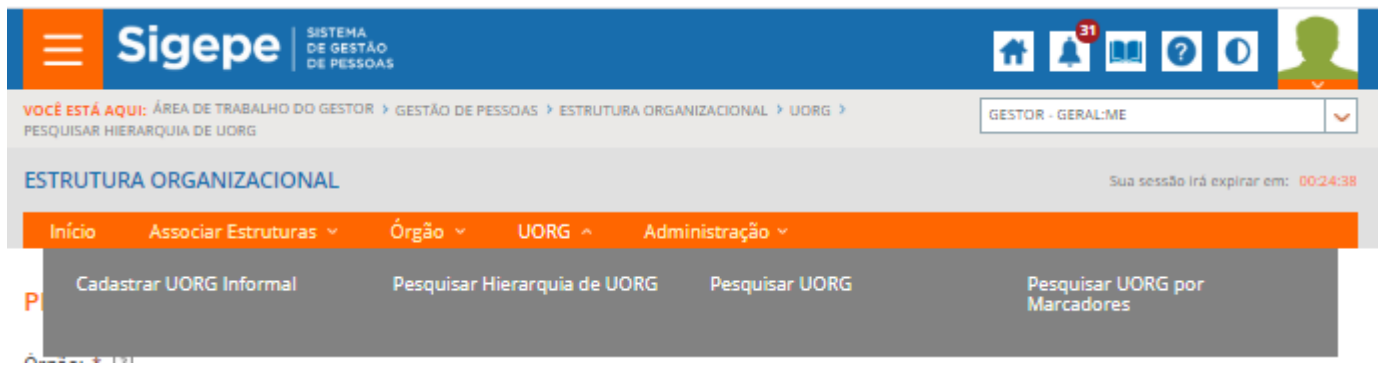 Sigepe
SISTEMA
DE GESTÃO
DE PESSOAS
31
VOCÊ ESTÁ AQUI: ÁREA DE TRABALHO DO GESTOR > GESTÃO DE PESSOAS > ESTRUTURA ORGANIZACIONAL > UORG >
PESQUISAR HIERARQUIA DE UORG
GESTOR - GERAL:ME
ESTRUTURA ORGANIZACIONAL
Sua sessão irá expirar em: 00:24:38
Início Associar Estruturas Órgão UORG Administração
Cadastrar UORG Informal Pesquisar Hierarquia de UORG Pesquisar UORG Pesquisar UORG por
Marcadores